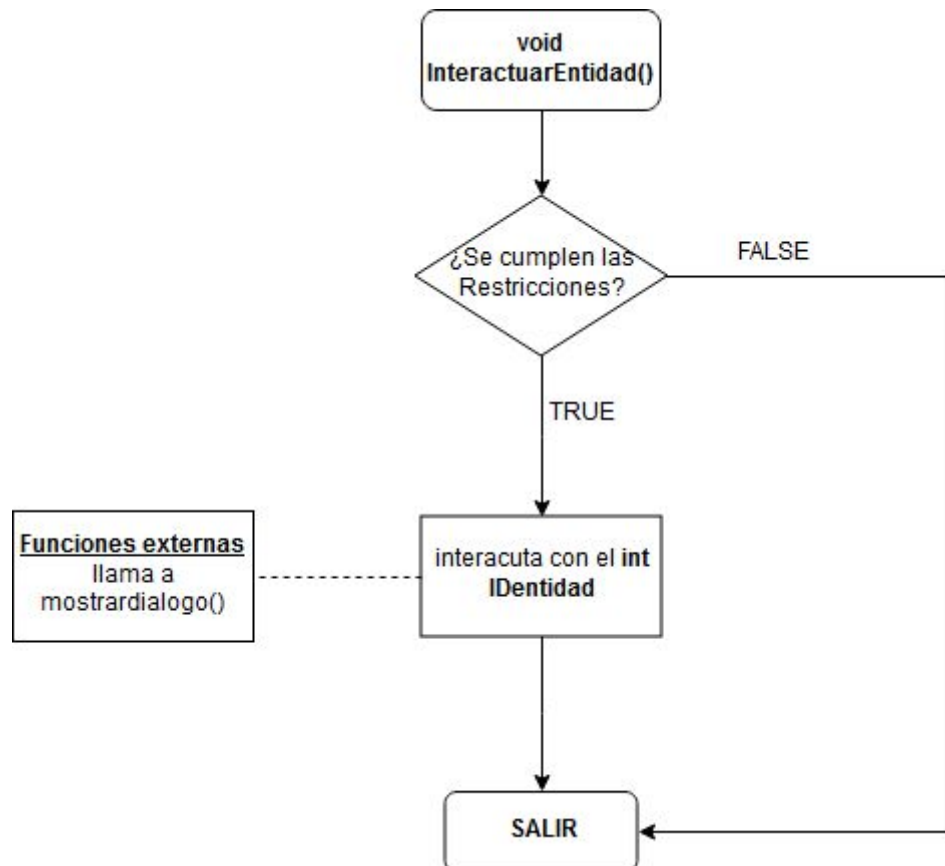 void
InteractuarEntidad()
¿Se cumplen las
Restricciones?
FALSE
TRUE
Funciones externas
llama a
mostrardialogo()
interacuta con el int
IDentidad
SALIR